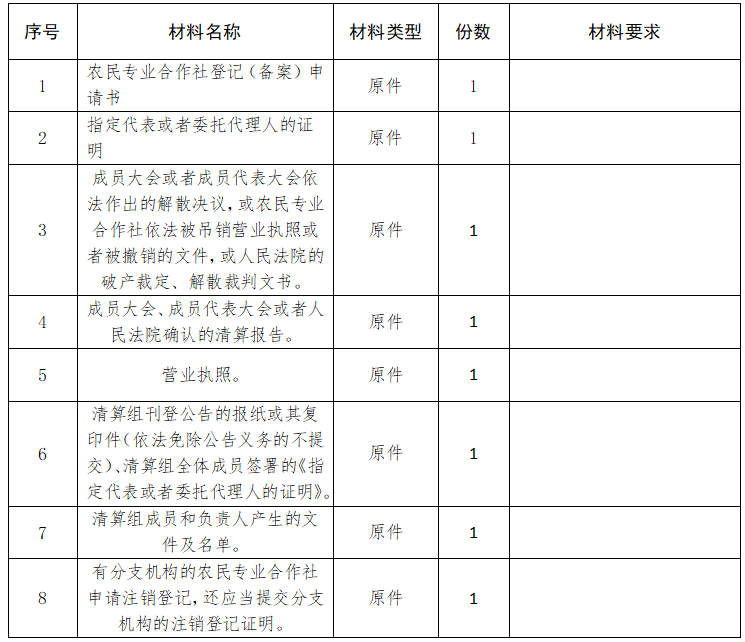 序号 材料名称 材料类型 份数 材料要求
1 农民专业合作社登记（备案）申 原件 1
请书
2 指定代表或者委托代理人的证 原件 1
明
成员大会或者成员代表大会依
法作出的解散决议，或农民专业
3 合作社依法被吊销营业执照或 原件 1
者被撤销的文件，或人民法院的
破产裁定、解散裁判文书。
4 成员大会、成员代表大会或者人 原件 1
民法院确认的清算报告。
5 营业执照。 原件 1
清算组刊登公告的报纸或其复
6 印件（依法免除公告义务的不提 原件 1
交）、清算组全体成员签署的《指
定代表或者委托代理人的证明》。
7 清算组成员和负责人产生的文 原件 1
件及名单。
有分支机构的农民专业合作社
8 申请注销登记，还应当提交分支 原件 1
机构的注销登记证明。